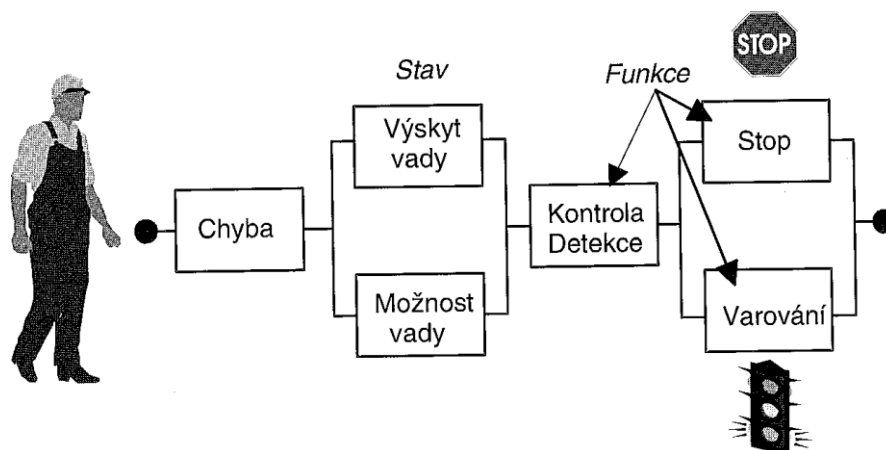 STOP
Stav
Funkce
Výskyt
vady
Stop
Chyba
Kontrola
Detekce
Možnost
vady
Varování